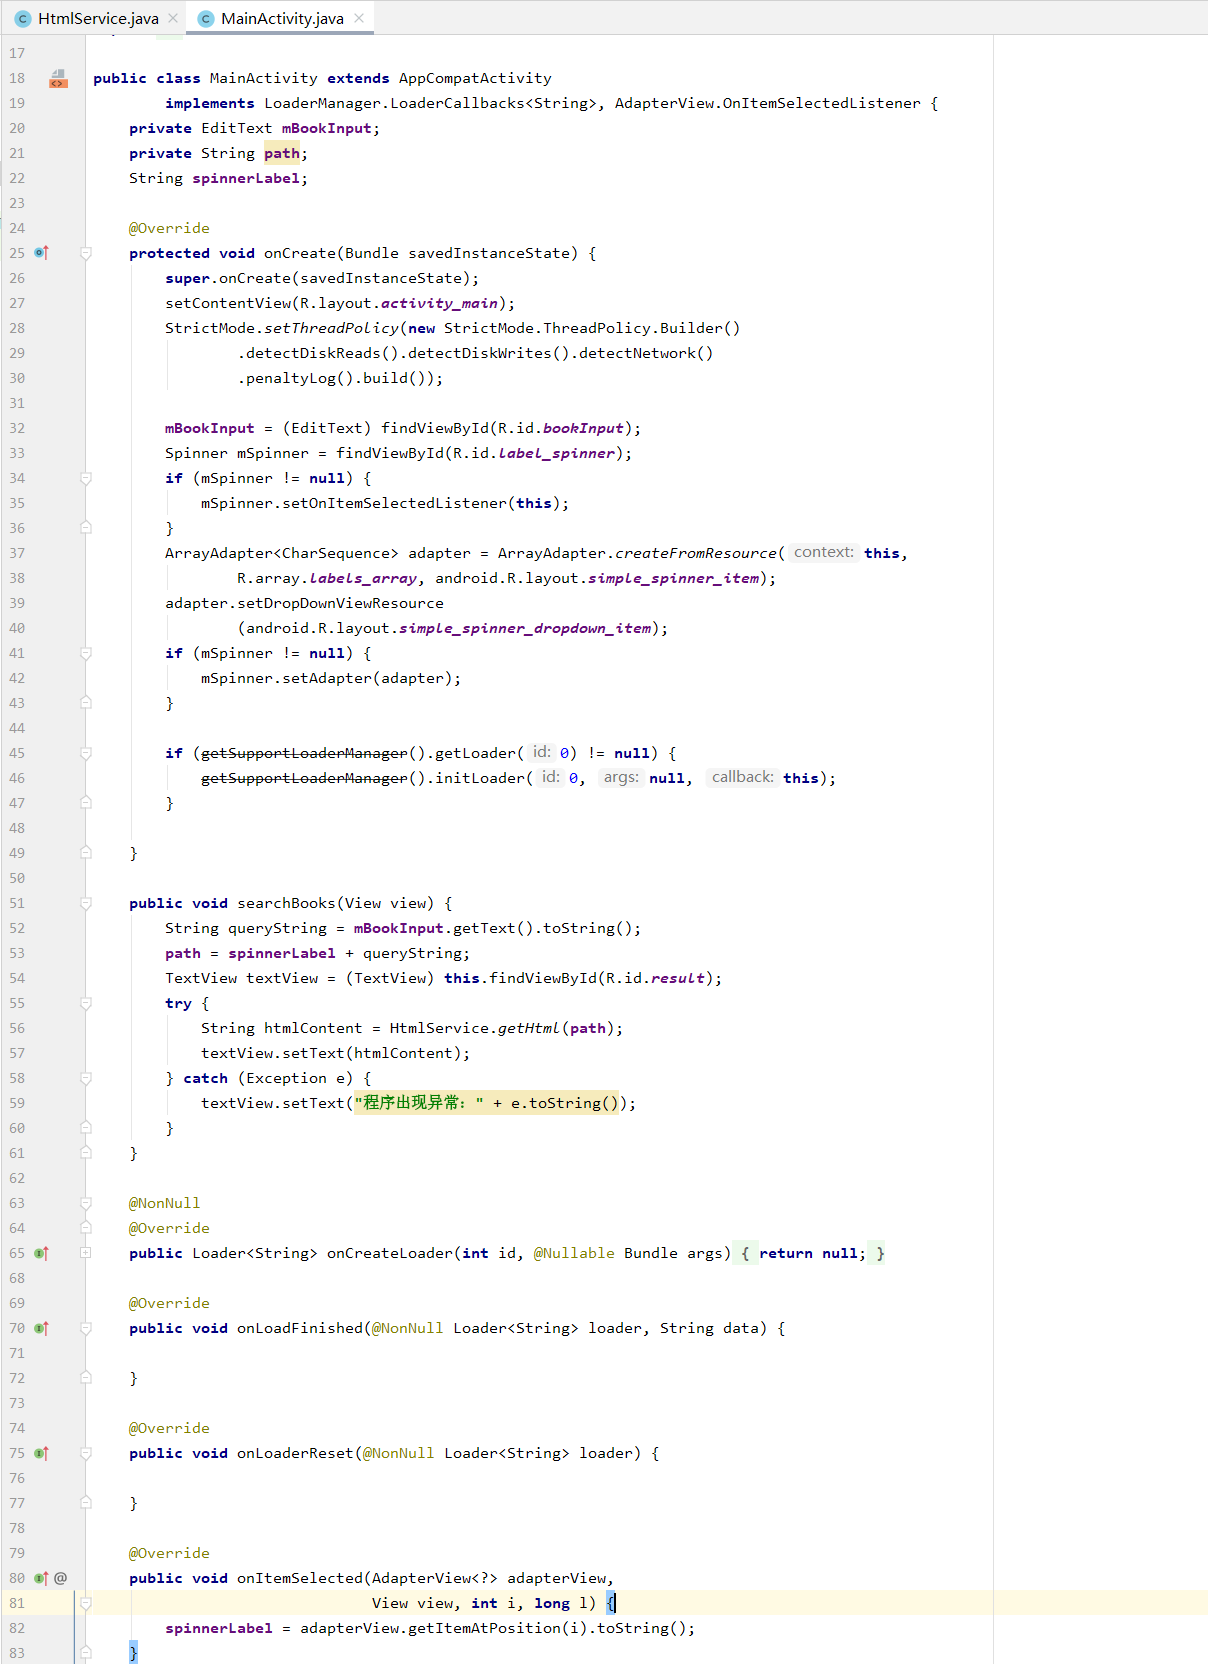 HtmlService.java MainActivity.java
17
18 public class MainActivity extends AppCompatActivity
19 implements LoaderManager.LoaderCallbacks<String>, AdapterView.OnItemSelectedListener {
20 private EditText mBookInput;
21 private String path;
22 String spinnerLabel;
23
24 @Override
25 protected void onCreate(Bundle savedInstanceState) {
26 super.onCreate(savedInstanceState);
27 setContentView(R.layout.activity_main);
28 StrictMode.setThreadPolicy(new StrictMode.ThreadPolicy.Builder()
29 .detectDiskReads().detectDiskWrites().detectNetwork()
30 .penaltyLog().build());
31
32 mBookInput = (EditText) findViewById(R.id.bookInput);
33 Spinner mSpinner = findViewById(R.id.label_spinner);
34 if (mSpinner != null) {
35 mSpinner.setOnItemSelectedListener(this);
36 }
37 ArrayAdapter<CharSequence> adapter = ArrayAdapter.createFromResource( context: this,
38 R.array.labels_array, android.R.layout.simple_spinner_item);
39 adapter.setDropDownViewResource
40 (android.R.layout.simple_spinner_dropdown_item);
41 if (mSpinner != null) {
42 mSpinner.setAdapter(adapter);
43 }
44
45 if (getSupportLoaderManager().getLoader( id: 0) != null) {
46 getSupportLoaderManager().initLoader( id: 0, args: null, callback: this);
47 }
48
49 }
50
51 public void searchBooks(View view) {
52 String queryString = mBookInput.getText().toString();
53 path = spinnerLabel + queryString;
54 TextView textView = (TextView) this.findViewById(R.id.result);
55 try {
56 String htmlContent = HtmlService.getHtml(path);
57 textView.setText(htmlContent);
58 } catch (Exception e) {
59 textView.setText("程序出现异常：" + e.toString());
60 }
61 }
62
63 @NonNull
64 @Override
65 public Loader<String> onCreateLoader(int id, @Nullable Bundle args) { return null; }
68
69 @Override
70 public void onLoadFinished(@NonNull Loader<String> loader, String data) {
71
72 }
73
74 @Override
75 public void onLoaderReset(@NonNull Loader<String> loader) {
76
77 }
78
79 @Override
80 @ public void onItemSelected(AdapterView<?> adapterView,
81 View view, int i, long l) {
82 spinnerLabel = adapterView.getItemAtPosition(i).toString();
83 }